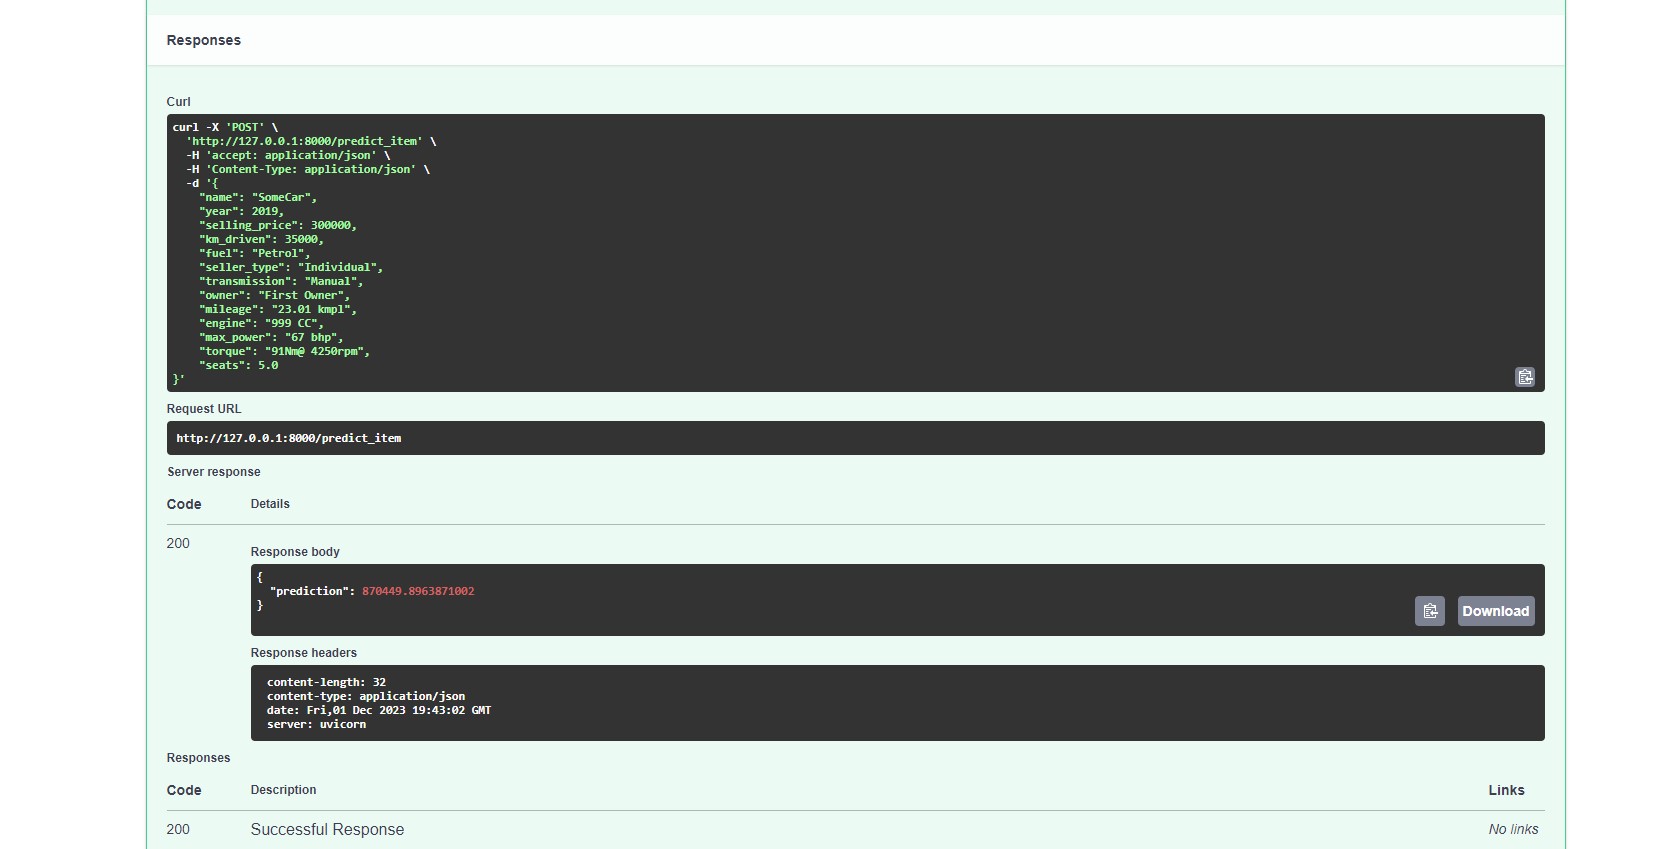 Responses
Curl
curl -X 'POST' \
  'http://127.0.0.1:8000/predict_item' \
  -H 'accept: application/json' \
  -H 'Content-Type: application/json' \
  -d '{
    "name": "SomeCar",
    "year": 2019,
    "selling_price": 300000,
    "km_driven": 35000,
    "fuel": "Petrol",
    "seller_type": "Individual",
    "transmission": "Manual",
    "owner": "First Owner",
    "mileage": "23.01 kmpl",
    "engine": "999 CC",
    "max_power": "67 bhp",
    "torque": "91Nm@ 4250rpm",
    "seats": 5.0
}'
Request URL
http://127.0.0.1:8000/predict_item
Server response
Code Details
200
Response body
{
  "prediction": 870449.8963871002
}
Download
Response headers
content-length: 32
content-type: application/json
date: Fri,01 Dec 2023 19:43:02 GMT
server: uvicorn
Responses
Code Description Links
200 Successful Response No links